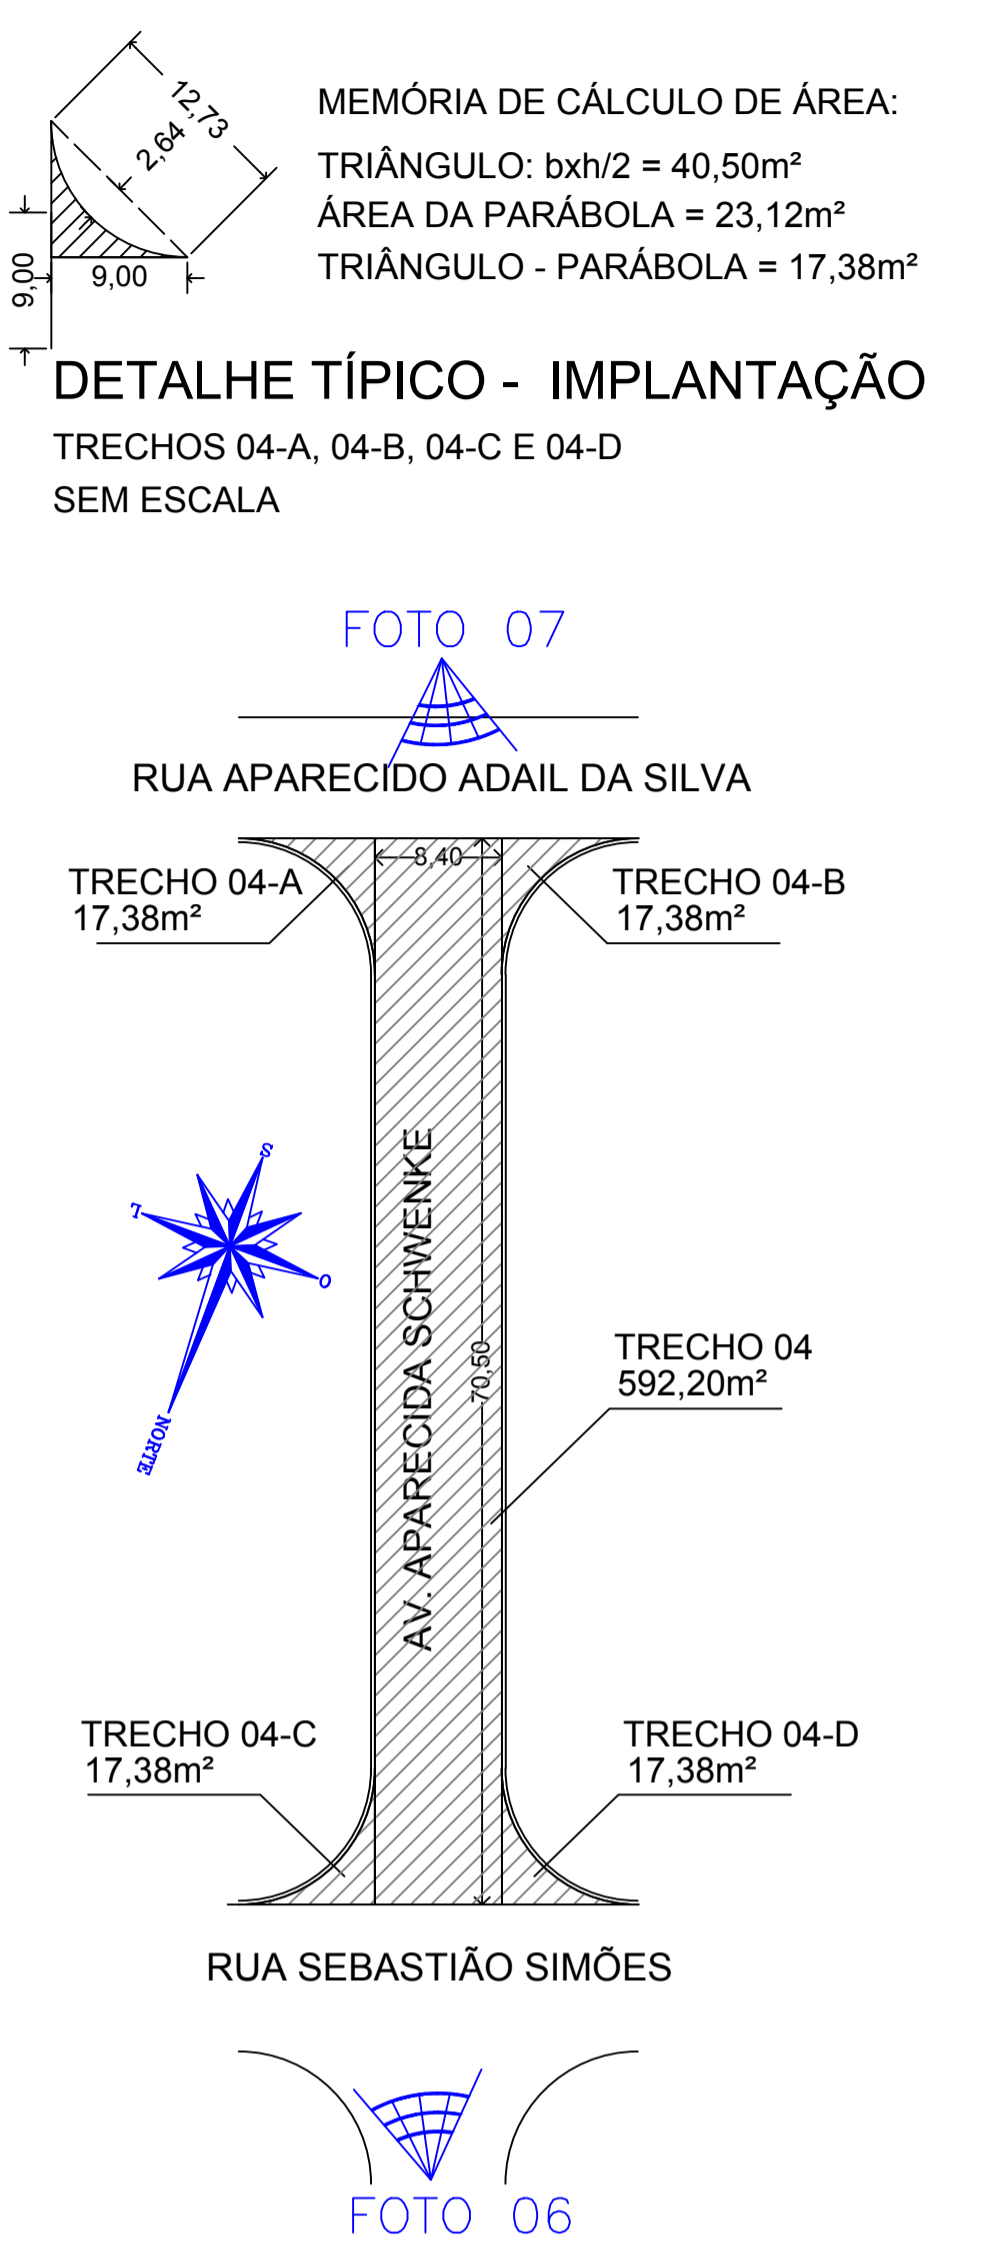 12,73
2,64
9,00
9,00
MEMÓRIA DE CÁLCULO DE ÁREA:
TRIÂNGULO: bxh/2 = 40,50m²
ÁREA DA PARÁBOLA = 23,12m²
TRIÂNGULO - PARÁBOLA = 17,38m²
DETALHE TÍPICO - IMPLANTAÇÃO
TRECHOS 04-A, 04-B, 04-C E 04-D
SEM ESCALA
FOTO 07
RUA APARECIDO ADAIL DA SILVA
8,40
TRECHO 04-A
17,38m²
TRECHO 04-B
17,38m²
S
L
O
NORTE
AV. APARECIDA SCHWENKE
70,50
TRECHO 04
592,20m²
TRECHO 04-C
17,38m²
TRECHO 04-D
17,38m²
RUA SEBASTIÃO SIMÕES
FOTO 06